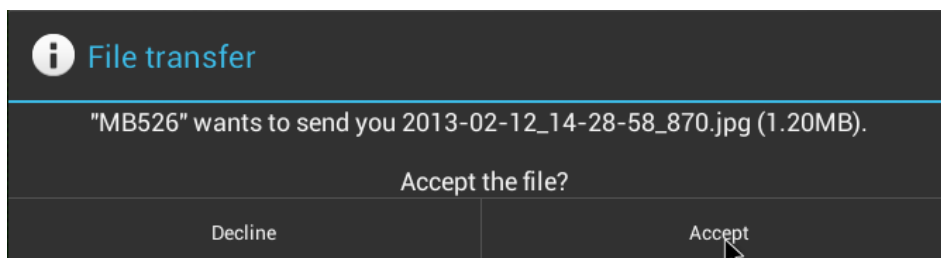 File transfer
"MB526" wants to send you 2013-02-12_14-28-58_870.jpg (1.20MB).
Accept the file?
Decline
Accept